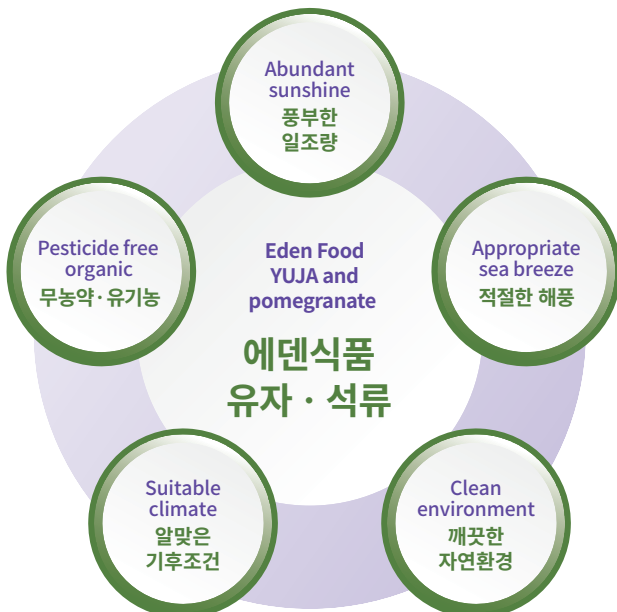 Abundant
sunshine
풍부한
일조량
Pesticide free
organic
무농약·유기농
Eden Food
YUJA and
pomegranate
에덴식품
유자·석류
Appropriate
sea breeze
적절한 해풍
Suitable
climate
알맞은
기후조건
Clean
environment
깨끗한
자연환경